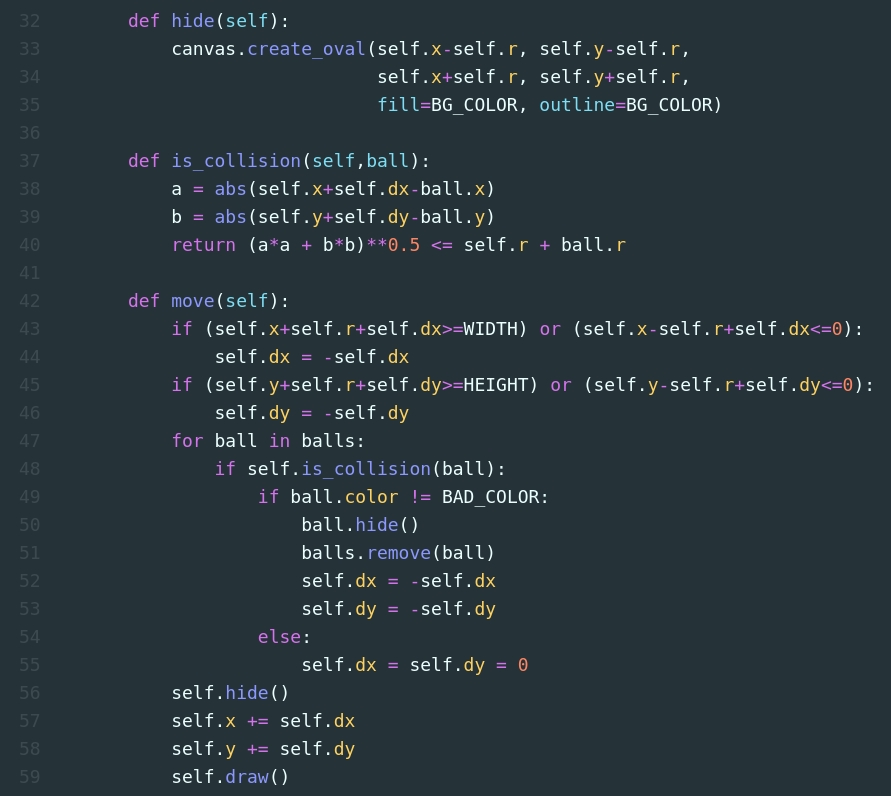 32 def hide(self):
33 canvas.create_oval(self.x-self.r, self.y-self.r,
34 self.x+self.r, self.y+self.r,
35 fill=BG_COLOR, outline=BG_COLOR)
36
37 def is_collision(self,ball):
38 a = abs(self.x+self.dx-ball.x)
39 b = abs(self.y+self.dy-ball.y)
40 return (a*a + b*b)**0.5 <= self.r + ball.r
41
42 def move(self):
43 if (self.x+self.r+self.dx>=WIDTH) or (self.x-self.r+self.dx<=0):
44 self.dx = -self.dx
45 if (self.y+self.r+self.dy>=HEIGHT) or (self.y-self.r+self.dy<=0):
46 self.dy = -self.dy
47 for ball in balls:
48 if self.is_collision(ball):
49 if ball.color != BAD_COLOR:
50 ball.hide()
51 balls.remove(ball)
52 self.dx = -self.dx
53 self.dy = -self.dy
54 else:
55 self.dx = self.dy = 0
56 self.hide()
57 self.x += self.dx
58 self.y += self.dy
59 self.draw()